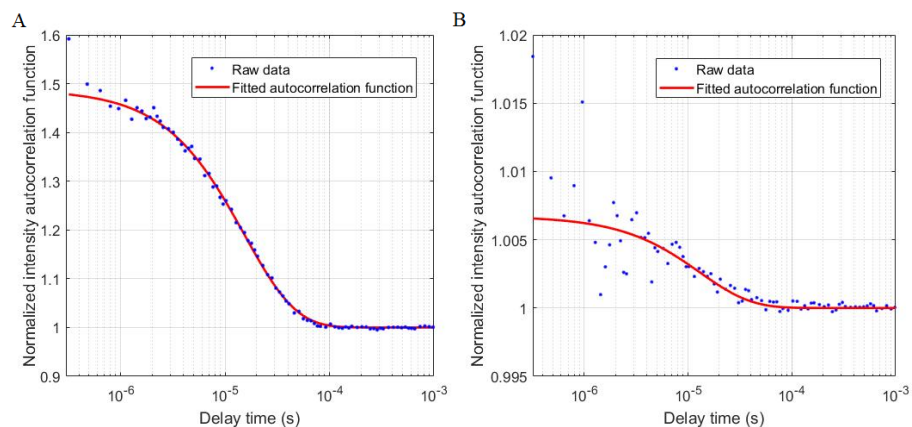 A
Normalized intensity autocorrelation function
1.6
1.5
1.4
1.3
1.2
1.1
1
0.9
Raw data
Fitted autocorrelation function
10^-6
10^-5
10^-4
10^-3
Delay time (s)
B
Normalized intensity autocorrelation function
1.02
1.015
1.01
1.005
1
0.995
Raw data
Fitted autocorrelation function
10^-6
10^-5
10^-4
10^-3
Delay time (s)